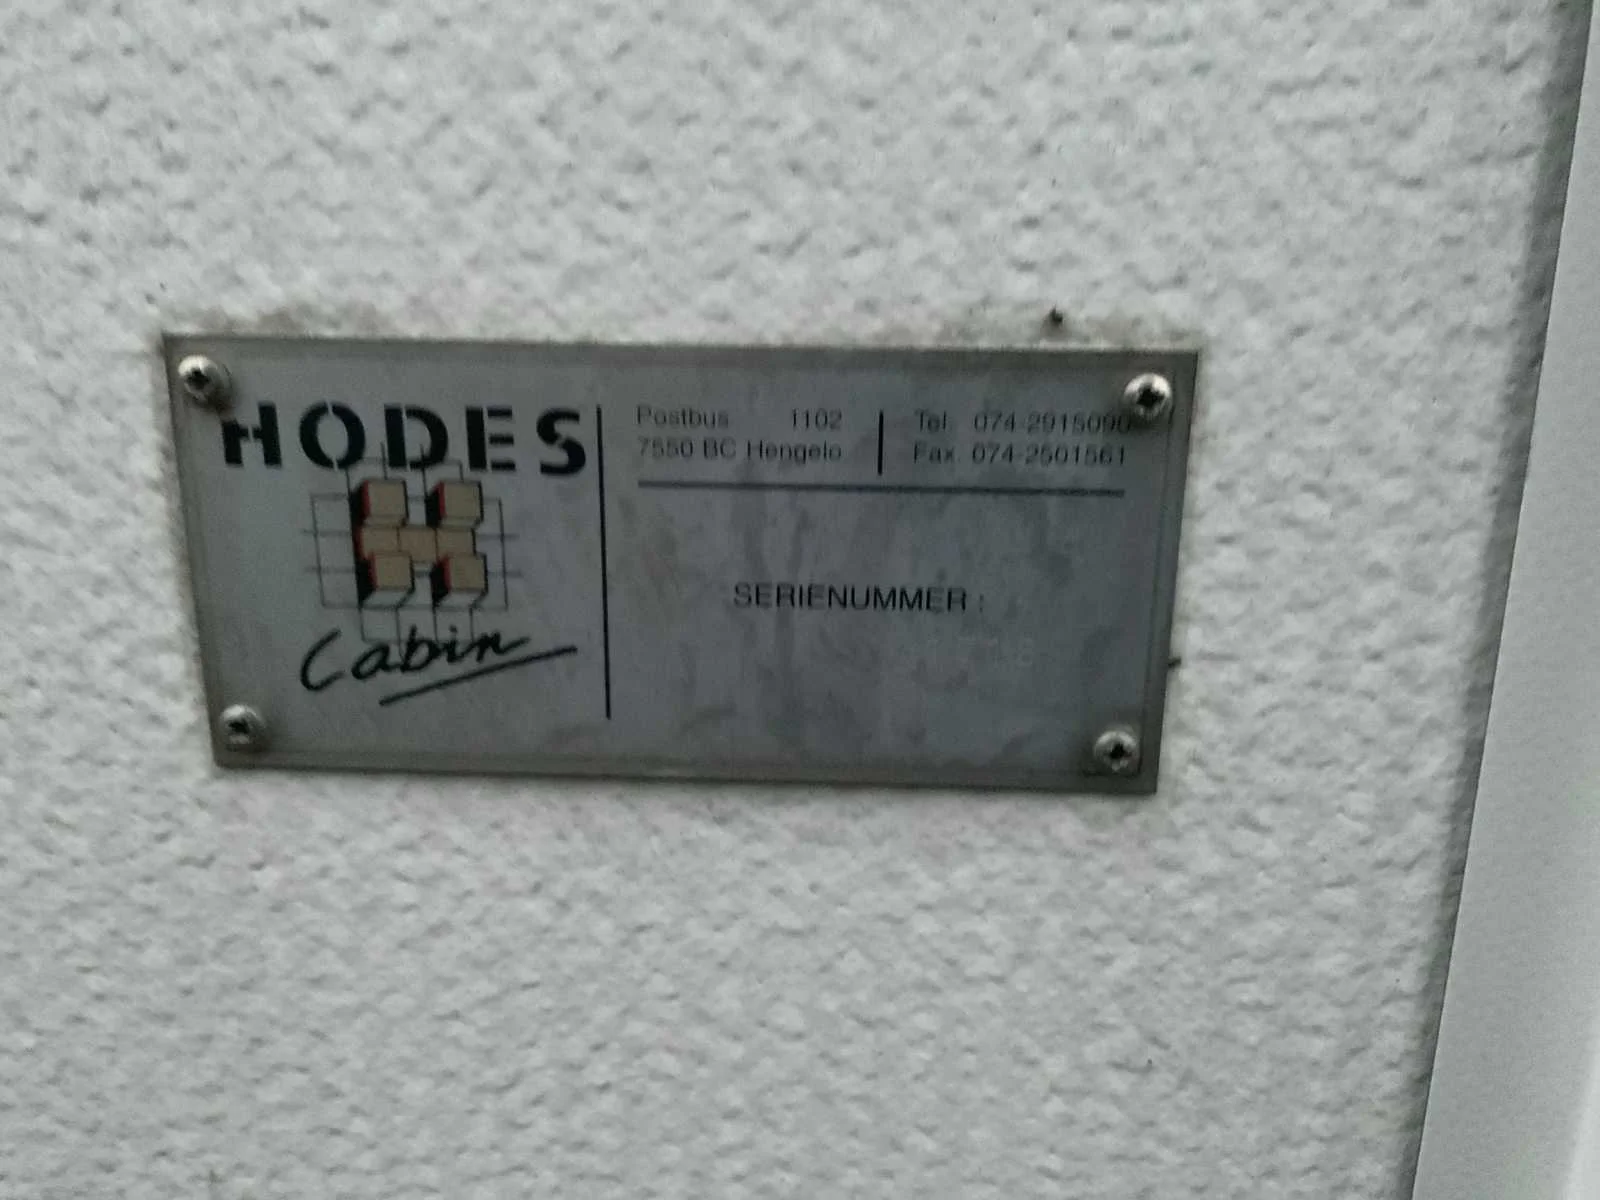 HODES
Cabin
Postbus 1102
7550 BC Hengelo
Tel. 074-2915090
Fax. 074-2501561
SERIENUMMER :